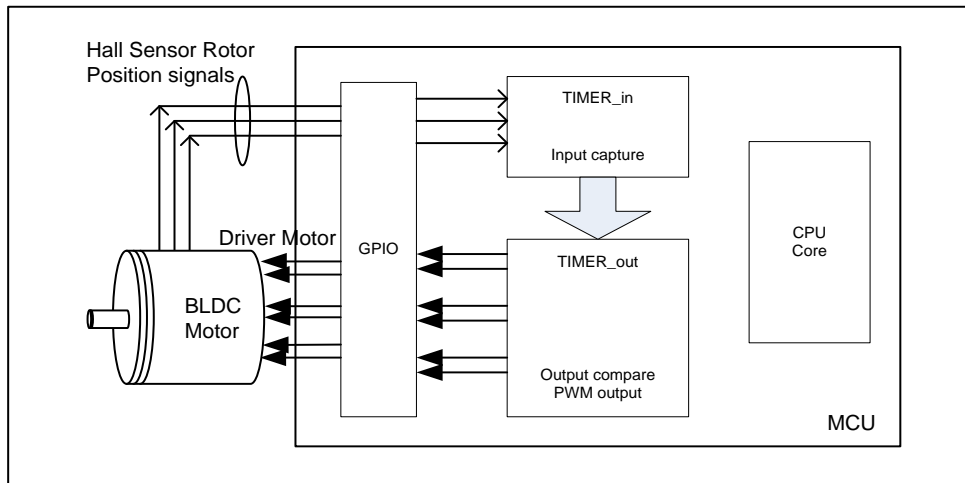 Hall Sensor Rotor
Position signals
TIMER_in
Input capture
CPU
Core
Driver Motor
GPIO
TIMER_out
BLDC
Motor
Output compare
PWM output
MCU